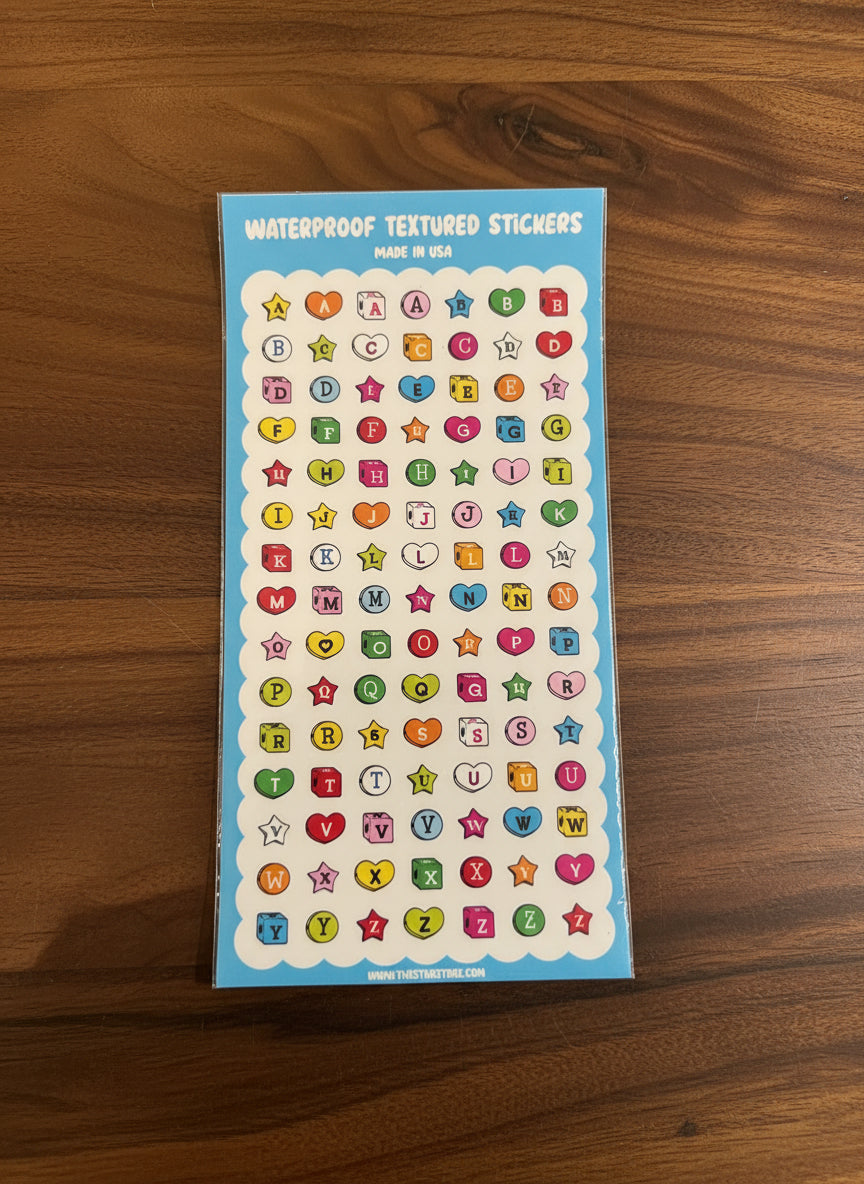 WATERPROOF TEXTURED STiCKERS
MADE IN USA
A A A A B B B
B C C C C D D
D D E E E E
F F F G G G
H H H I I
I J J J J K K
K K L L L L M
M M M N N N N
O O O P P
P Q Q Q R
R R S S S T
T T T U U U U
V V V W W W
W X X X X Y Y
Y Y Z Z Z Z Z